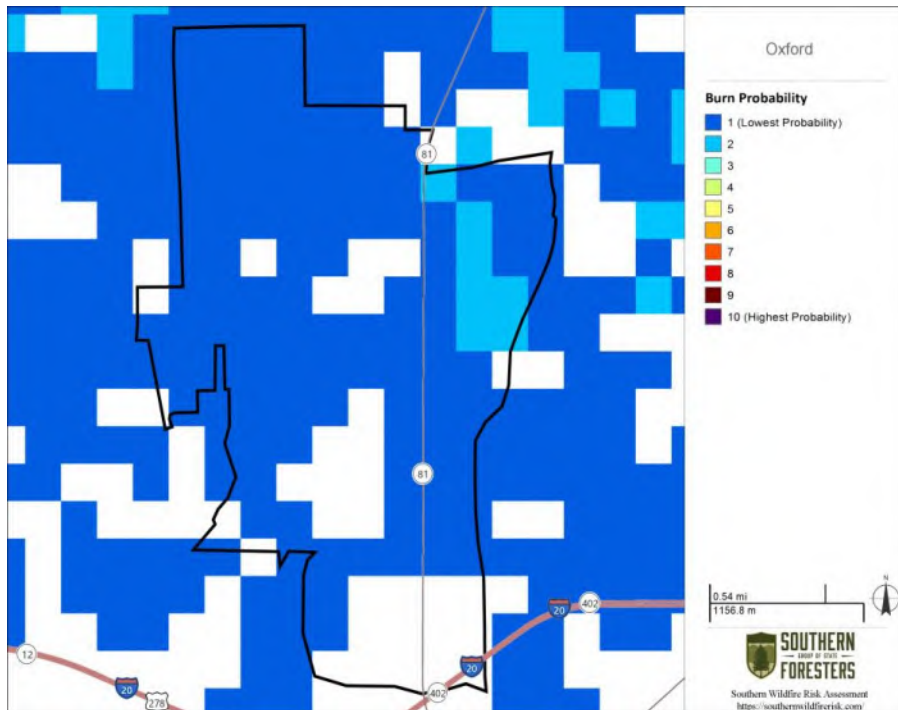 Oxford
Burn Probability
1 (Lowest Probability)
2
3
4
5
6
7
8
9
10 (Highest Probability)
81
81
20
402
12
20
20
402
278
N
0.54 mi
1156.8 m
SOUTHERN
GROUP OF STATE
FORESTERS
Southern Wildfire Risk Assessment
https://southernwildfirerisk.com/